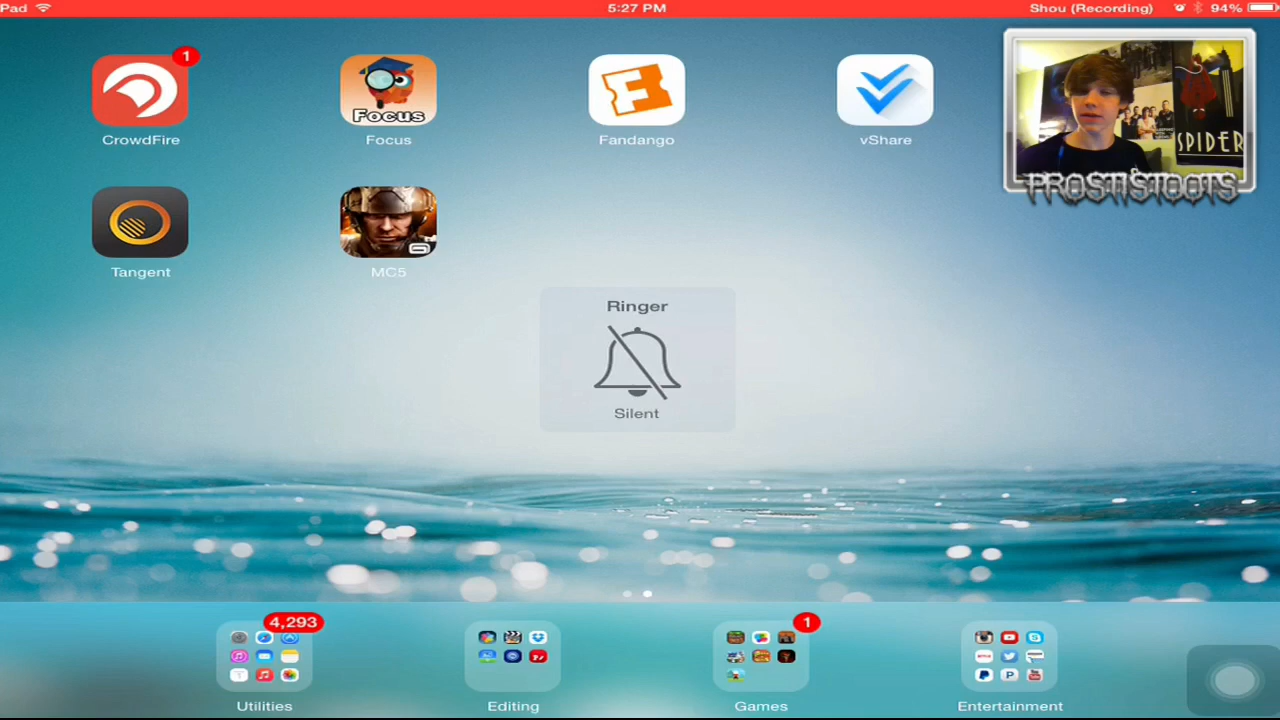 Pad 5:27 PM Shou (Recording) 94%
1
Focus
CrowdFire Focus Fandango vShare
SPIDER
FROSTISTOOTS
Tangent MC5
Ringer
Silent
4,293 1
Utilities Editing Games Entertainment